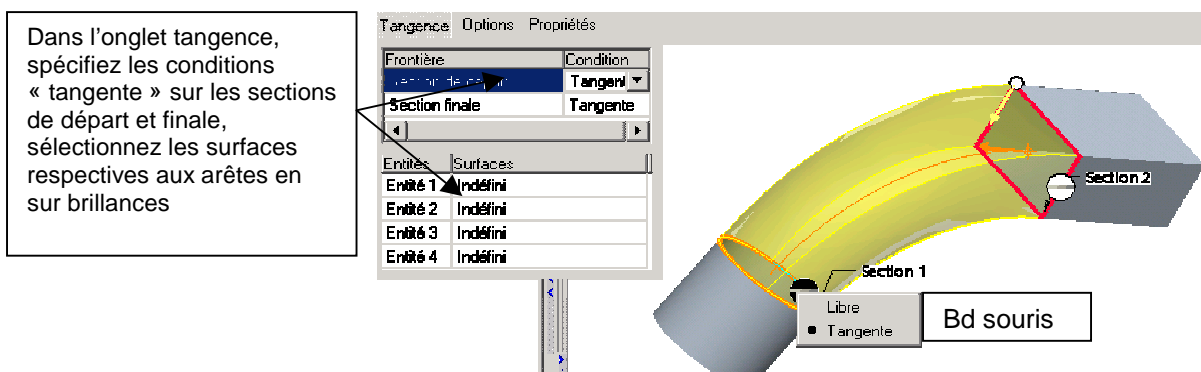 Dans l’onglet tangence,
spécifiez les conditions
« tangente » sur les sections
de départ et finale,
sélectionnez les surfaces
respectives aux arêtes en
sur brillances
Tangence Options Propriétés
Frontière Condition
Tangent
Section finale Tangente
Entités Surfaces
Entité 1 Indéfini
Entité 2 Indéfini
Entité 3 Indéfini
Entité 4 Indéfini
Section 2
Section 1
Libre
Tangente
Bd souris